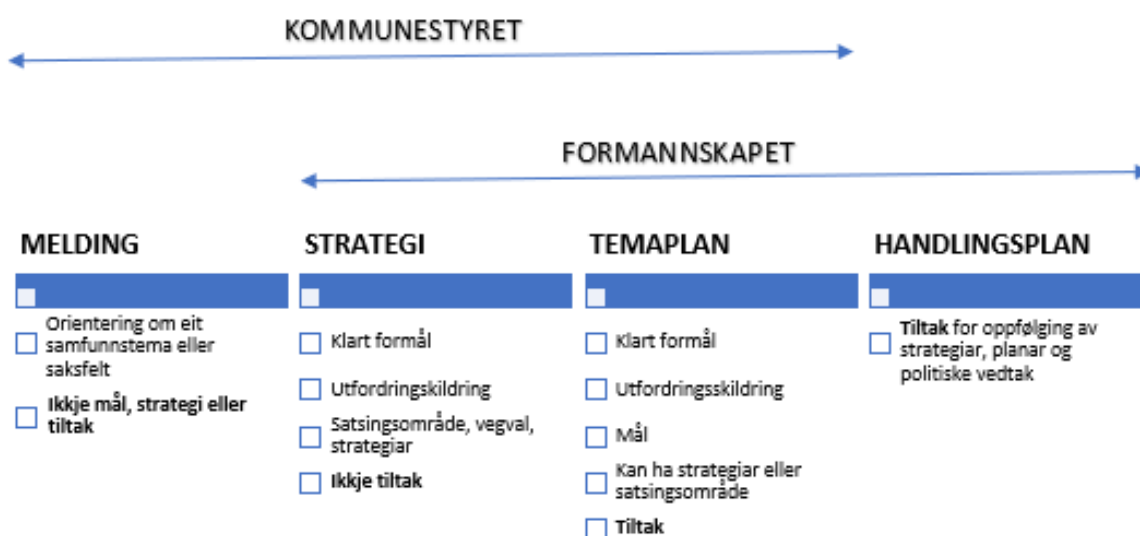 KOMMUNESTYRET
FORMANNSKAPET
MELDING
Orientering om eit
samfunnstema eller
saksfelt
Ikkje mål, strategi eller
tiltak
STRATEGI
Klart formål
Utfordringskildring
Satsingsområde, vegval,
strategiar
Ikkje tiltak
TEMAPLAN
Klart formål
Utfordringsskildring
Mål
Kan ha strategiar eller
satsingsområde
Tiltak
HANDLINGSPLAN
Tiltak for oppfølging av
strategiar, planar og
politiske vedtak